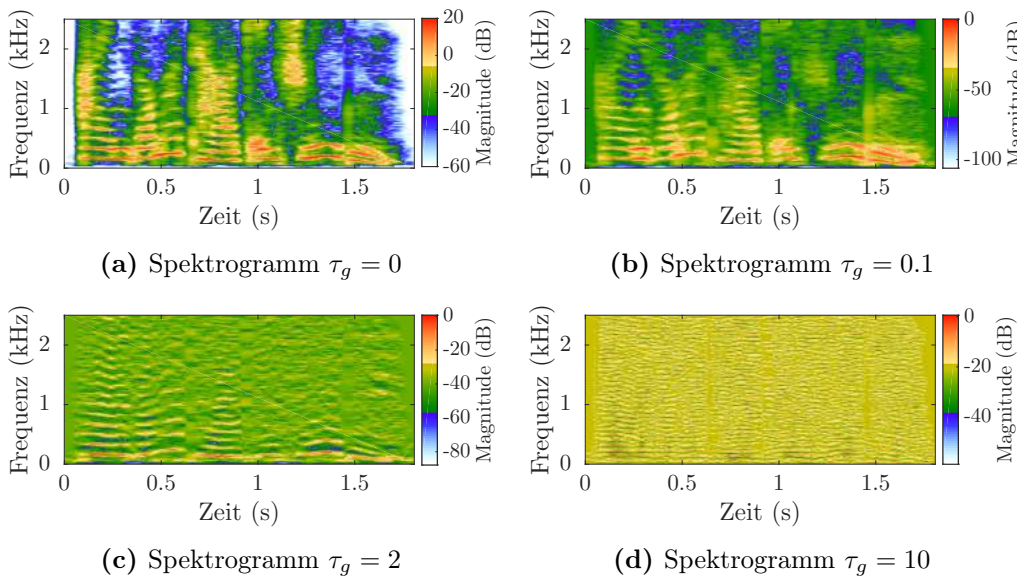 Frequenz (kHz)
2
1
0
0
0.5
1
1.5
Zeit (s)
20
0
-20
-40
-60
Magnitude (dB)
(a) Spektrogramm τg = 0
Frequenz (kHz)
2
1
0
0
0.5
1
1.5
Zeit (s)
0
-50
-100
Magnitude (dB)
(b) Spektrogramm τg = 0.1
Frequenz (kHz)
2
1
0
0
0.5
1
1.5
Zeit (s)
0
-20
-40
-60
-80
Magnitude (dB)
(c) Spektrogramm τg = 2
Frequenz (kHz)
2
1
0
0
0.5
1
1.5
Zeit (s)
0
-20
-40
Magnitude (dB)
(d) Spektrogramm τg = 10